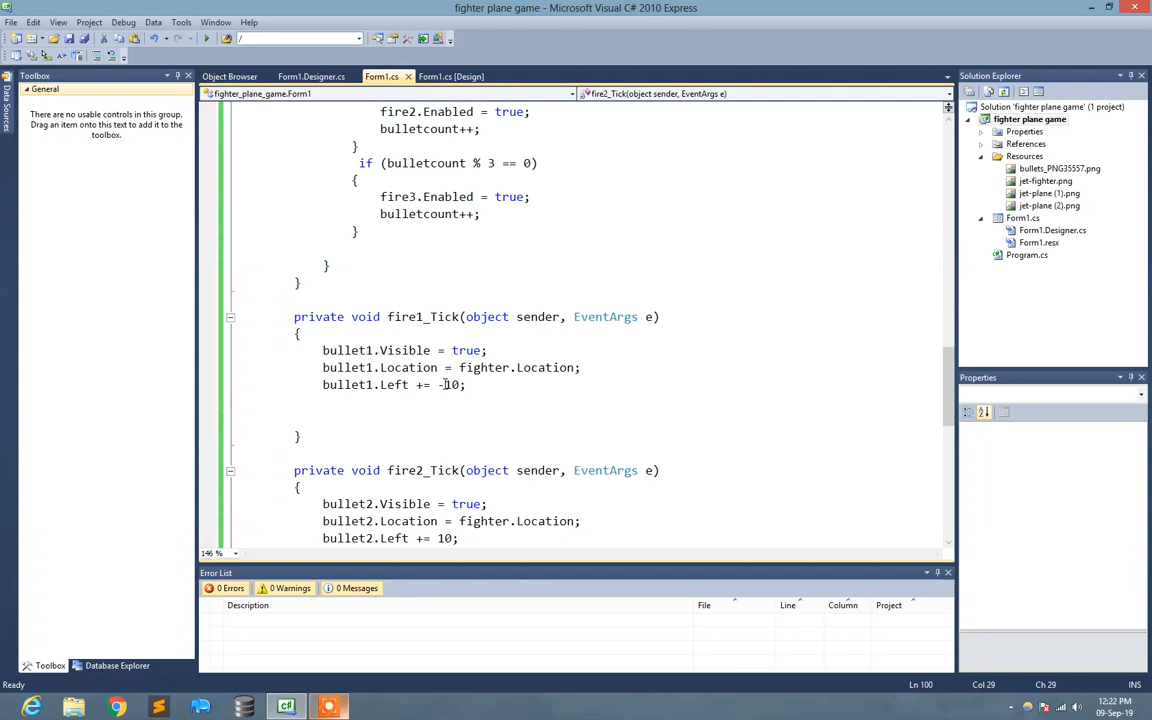 fighter plane game - Microsoft Visual C# 2010 Express
File Edit View Project Debug Data Tools Window Help
/
Toolbox
General
There are no usable controls in this group.
Drag an item onto this text to add it to the
toolbox.
Data Sources
Object Browser Form1.Designer.cs Form1.cs Form1.cs [Design]
fighter_plane_game.Form1 fire2_Tick(object sender, EventArgs e)
fire2.Enabled = true;
bulletcount++;
}
if (bulletcount % 3 == 0)
{
fire3.Enabled = true;
bulletcount++;
}
}
}
private void fire1_Tick(object sender, EventArgs e)
{
bullet1.Visible = true;
bullet1.Location = fighter.Location;
bullet1.Left += -10;
}
private void fire2_Tick(object sender, EventArgs e)
{
bullet2.Visible = true;
bullet2.Location = fighter.Location;
bullet2.Left += 10;
146 %
Error List
0 Errors 0 Warnings 0 Messages
Description File Line Column Project
Solution Explorer
Solution 'fighter plane game' (1 project)
fighter plane game
Properties
References
Resources
bullets_PNG35557.png
jet-fighter.png
jet-plane (1).png
jet-plane (2).png
Form1.cs
Form1.Designer.cs
Form1.resx
Program.cs
Properties
Toolbox Database Explorer
Ready Ln 100 Col 29 Ch 29 INS
12:22 PM
09-Sep-19